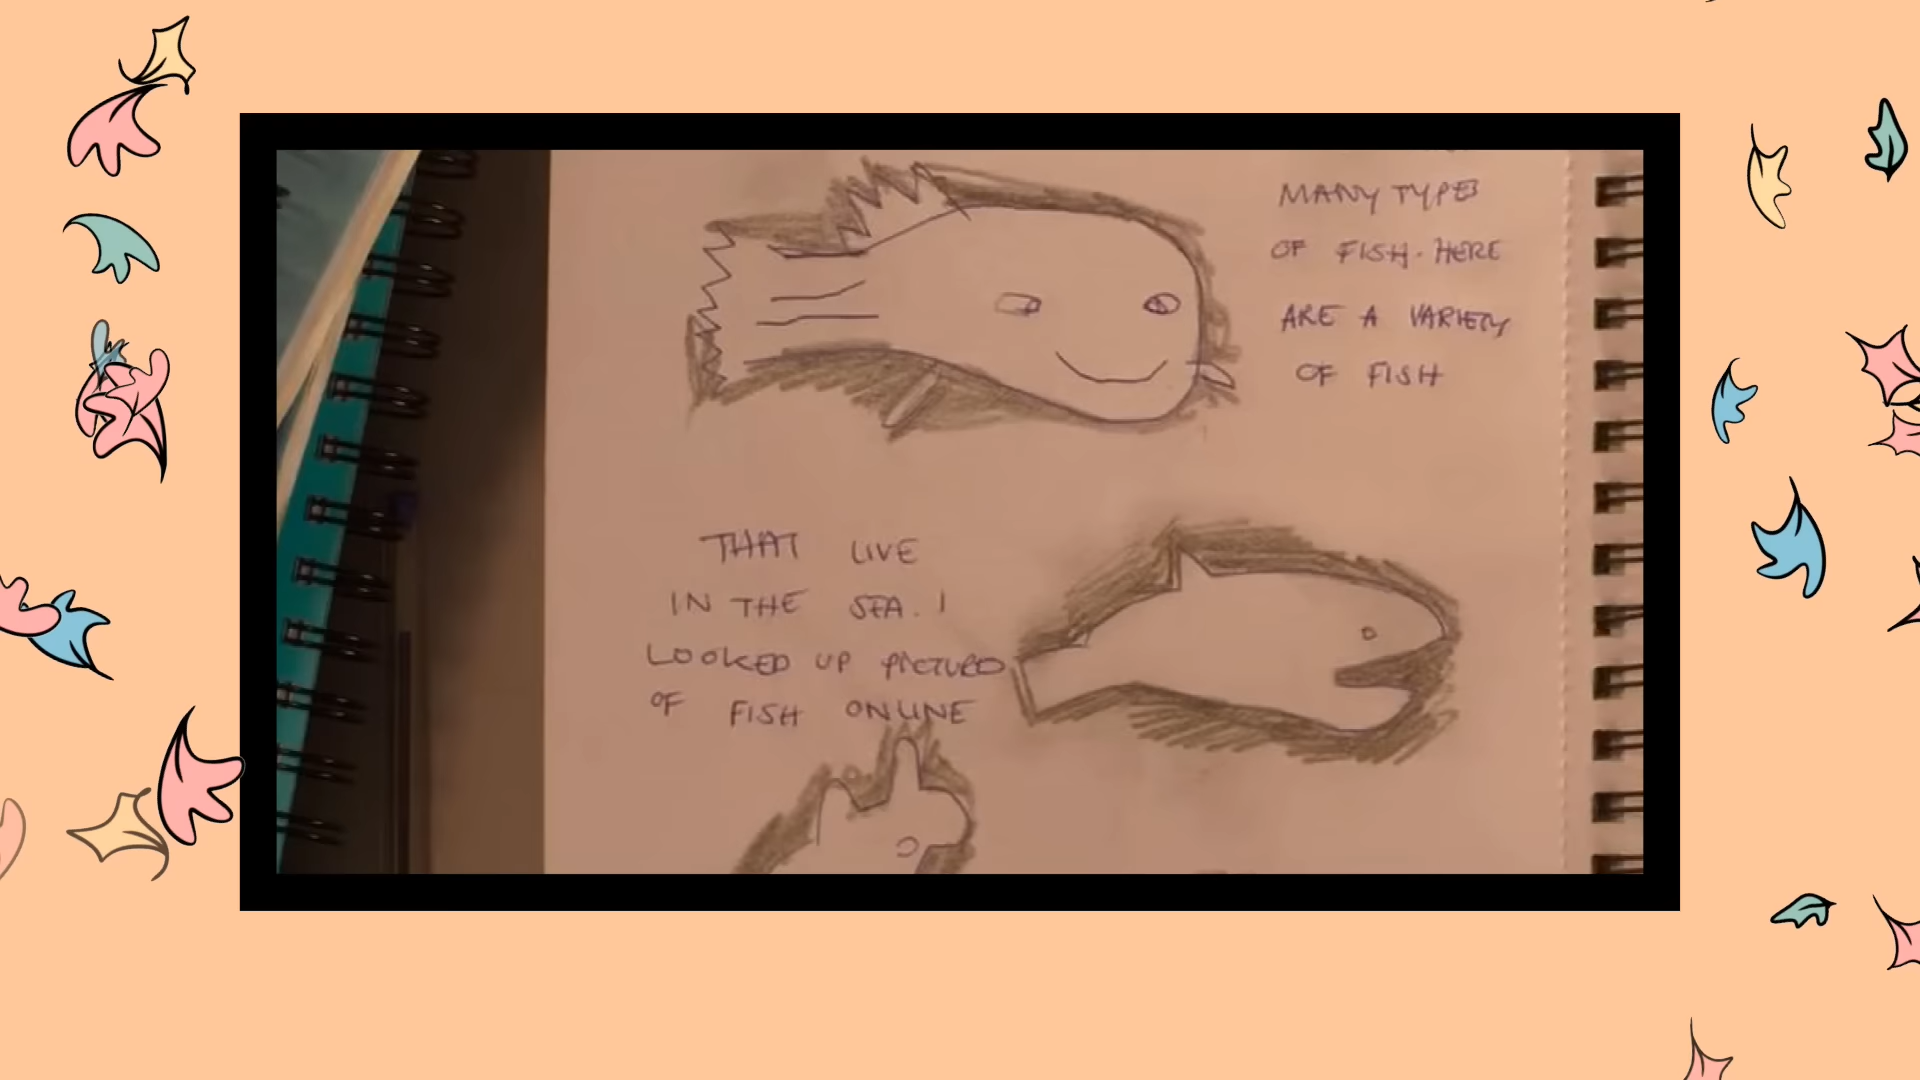 MANY TYPES
OF FISH. HERE
ARE A VARIETY
OF FISH
THAT LIVE
IN THE SEA. I
LOOKED UP PICTURES
OF FISH ONLINE